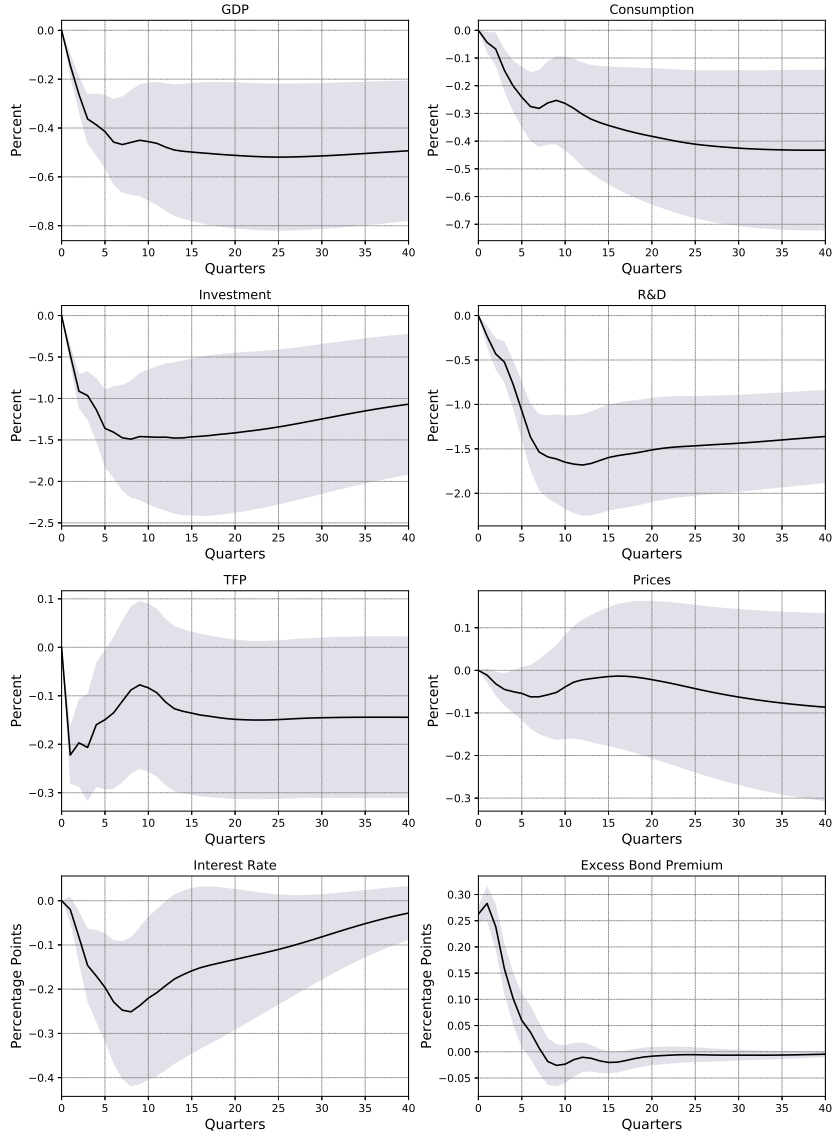 GDP
Percent
0.0
−0.2
−0.4
−0.6
−0.8
0 5 10 15 20 25 30 35 40
Quarters
Consumption
Percent
0.0
−0.1
−0.2
−0.3
−0.4
−0.5
−0.6
−0.7
0 5 10 15 20 25 30 35 40
Quarters
Investment
Percent
0.0
−0.5
−1.0
−1.5
−2.0
−2.5
0 5 10 15 20 25 30 35 40
Quarters
R&D
Percent
0.0
−0.5
−1.0
−1.5
−2.0
0 5 10 15 20 25 30 35 40
Quarters
TFP
Percent
0.1
0.0
−0.1
−0.2
−0.3
0 5 10 15 20 25 30 35 40
Quarters
Prices
Percent
0.1
0.0
−0.1
−0.2
−0.3
0 5 10 15 20 25 30 35 40
Quarters
Interest Rate
Percentage Points
0.0
−0.1
−0.2
−0.3
−0.4
0 5 10 15 20 25 30 35 40
Quarters
Excess Bond Premium
Percentage Points
0.30
0.25
0.20
0.15
0.10
0.05
0.00
−0.05
0 5 10 15 20 25 30 35 40
Quarters